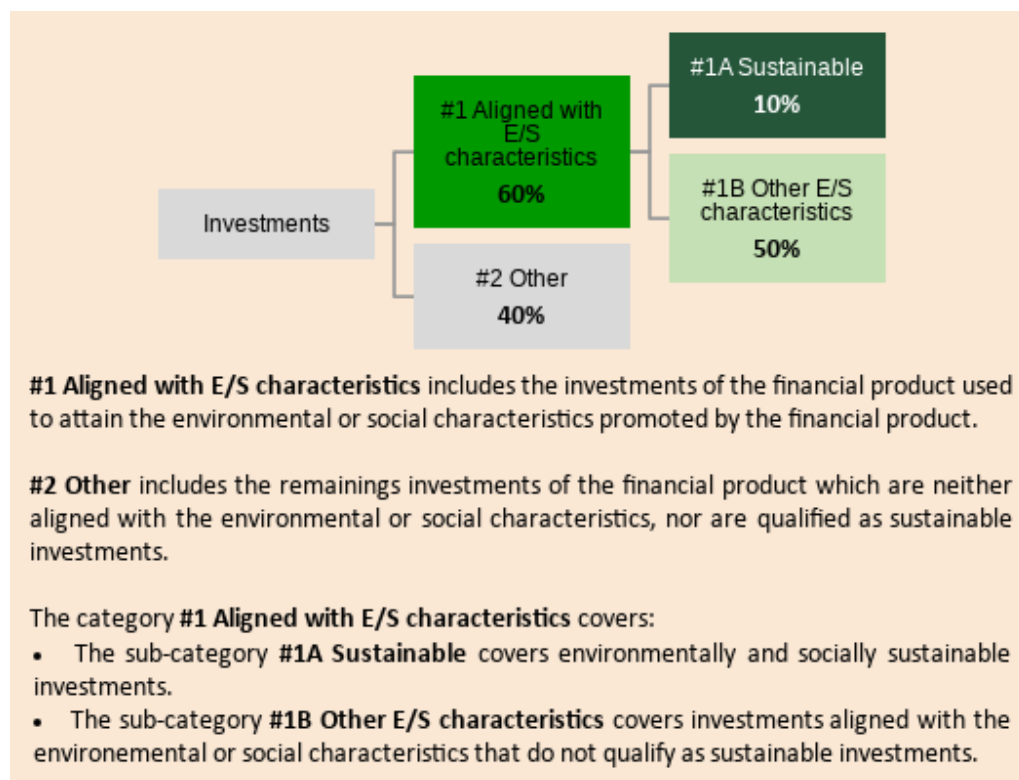 #1A Sustainable
10%
#1 Aligned with
E/S
characteristics
60%
#1B Other E/S
characteristics
50%
Investments
#2 Other
40%
#1 Aligned with E/S characteristics includes the investments of the financial product used
to attain the environmental or social characteristics promoted by the financial product.
#2 Other includes the remainings investments of the financial product which are neither
aligned with the environmental or social characteristics, nor are qualified as sustainable
investments.
The category #1 Aligned with E/S characteristics covers:
• The sub-category #1A Sustainable covers environmentally and socially sustainable
investments.
• The sub-category #1B Other E/S characteristics covers investments aligned with the
environemental or social characteristics that do not qualify as sustainable investments.